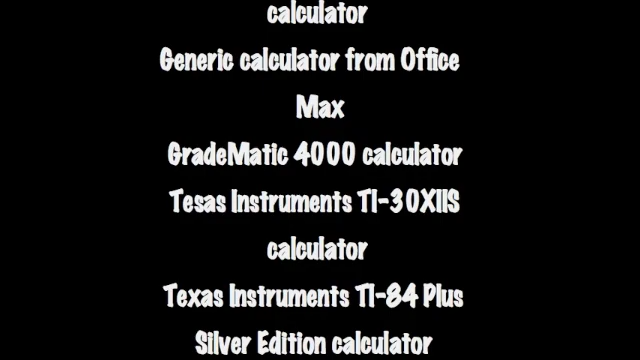 calculator
Generic calculator from Office
Max
GradeMatic 4000 calculator
Tesas Instruments TI-30XIIS
calculator
Texas Instruments TI-84 Plus
Silver Edition calculator